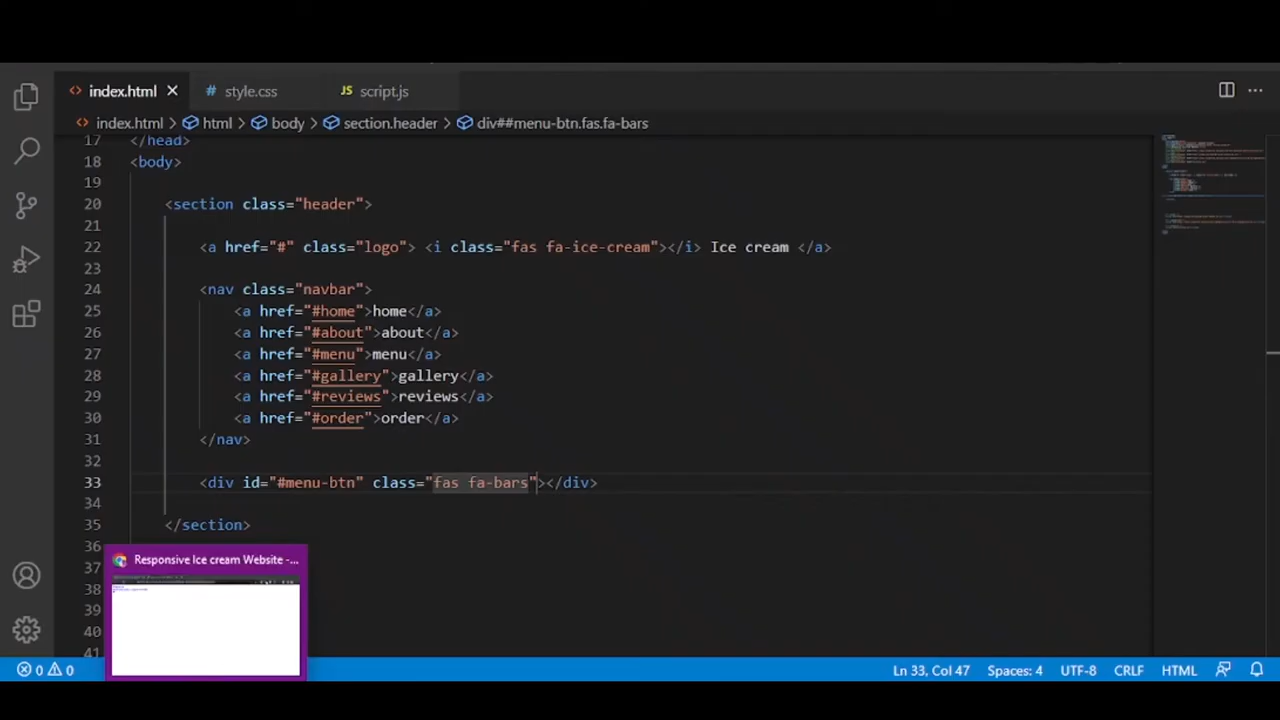 index.html
style.css
JS script.js
index.html > html > body > section.header > div##menu-btn.fas.fa-bars
17 </head>
18 <body>
19
20 <section class="header">
21
22 <a href="#" class="logo"> <i class="fas fa-ice-cream"></i> Ice cream </a>
23
24 <nav class="navbar">
25 <a href="#home">home</a>
26 <a href="#about">about</a>
27 <a href="#menu">menu</a>
28 <a href="#gallery">gallery</a>
29 <a href="#reviews">reviews</a>
30 <a href="#order">order</a>
31 </nav>
32
33 <div id="#menu-btn" class="fas fa-bars"></div>
34
35 </section>
36
37
38
39
40
41
Responsive Ice cream Website -...
0 0
Ln 33, Col 47 Spaces: 4 UTF-8 CRLF HTML